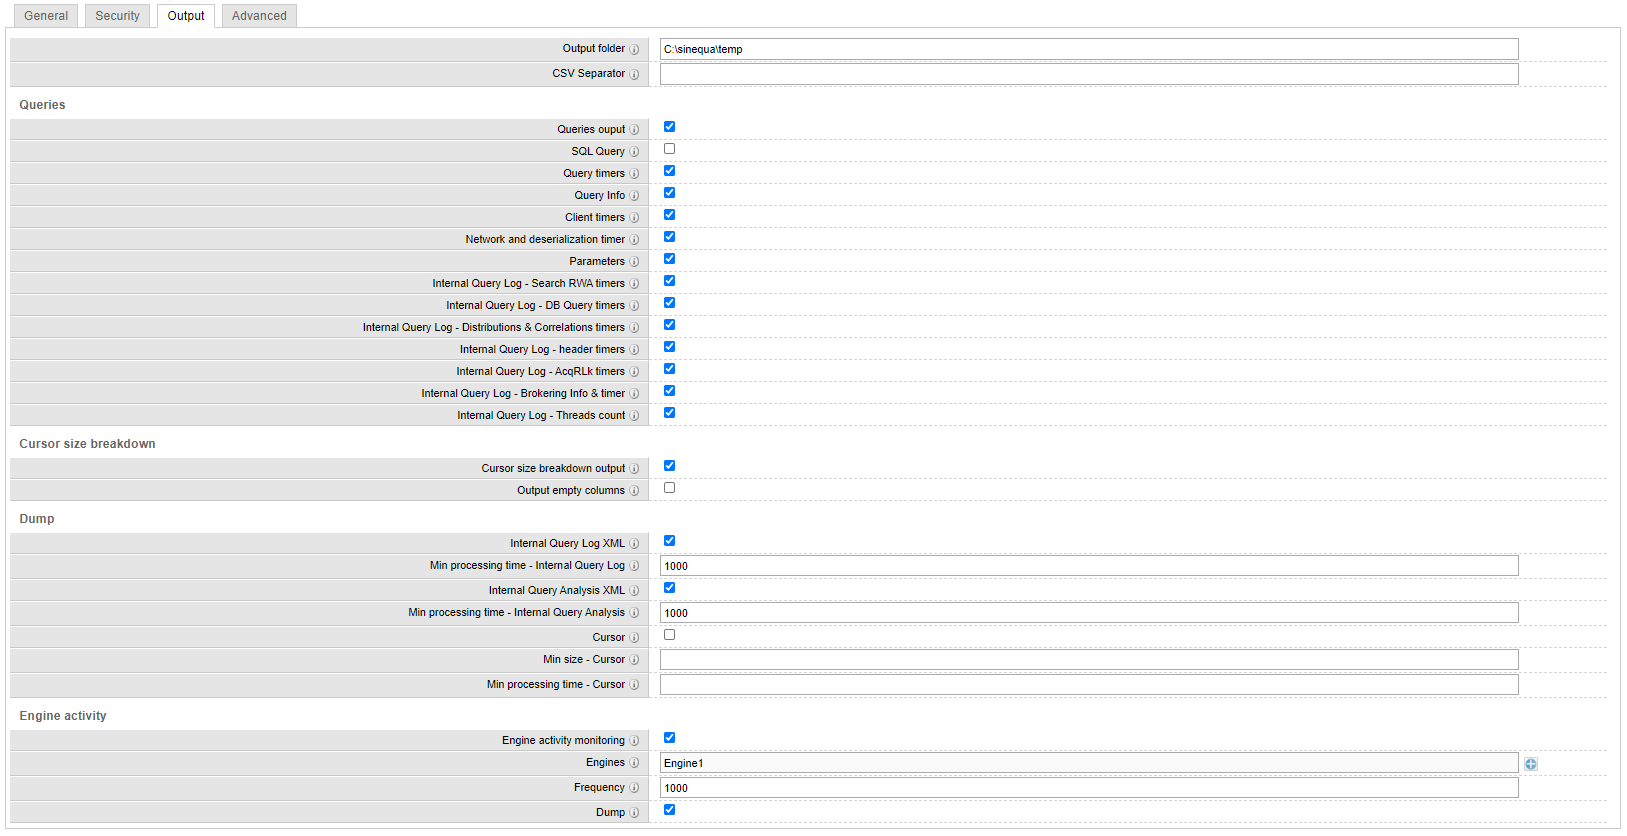 General Security Output Advanced
Output folder C:\sinequa\temp
CSV Separator
Queries
Queries ouput
SQL Query
Query timers
Query Info
Client timers
Network and deserialization timer
Parameters
Internal Query Log - Search RWA timers
Internal Query Log - DB Query timers
Internal Query Log - Distributions & Correlations timers
Internal Query Log - header timers
Internal Query Log - AcqRLk timers
Internal Query Log - Brokering Info & timer
Internal Query Log - Threads count
Cursor size breakdown
Cursor size breakdown output
Output empty columns
Dump
Internal Query Log XML
Min processing time - Internal Query Log 1000
Internal Query Analysis XML
Min processing time - Internal Query Analysis 1000
Cursor
Min size - Cursor
Min processing time - Cursor
Engine activity
Engine activity monitoring
Engines Engine1
Frequency 1000
Dump